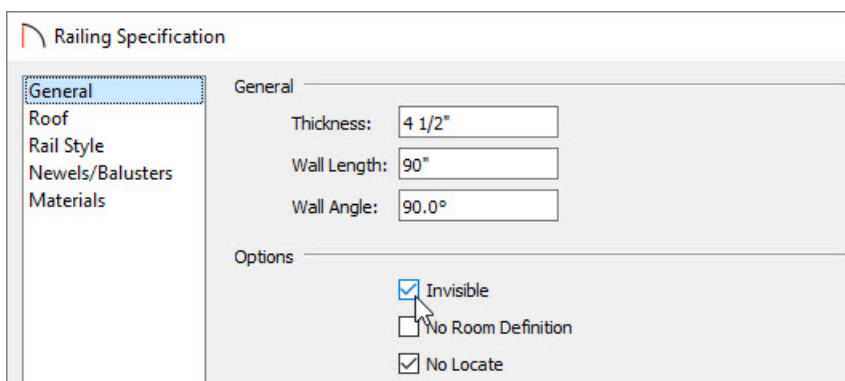 Railing Specification
General
Roof
Rail Style
Newels/Balusters
Materials
General
Thickness: 4 1/2"
Wall Length: 90"
Wall Angle: 90.0°
Options
Invisible
No Room Definition
No Locate